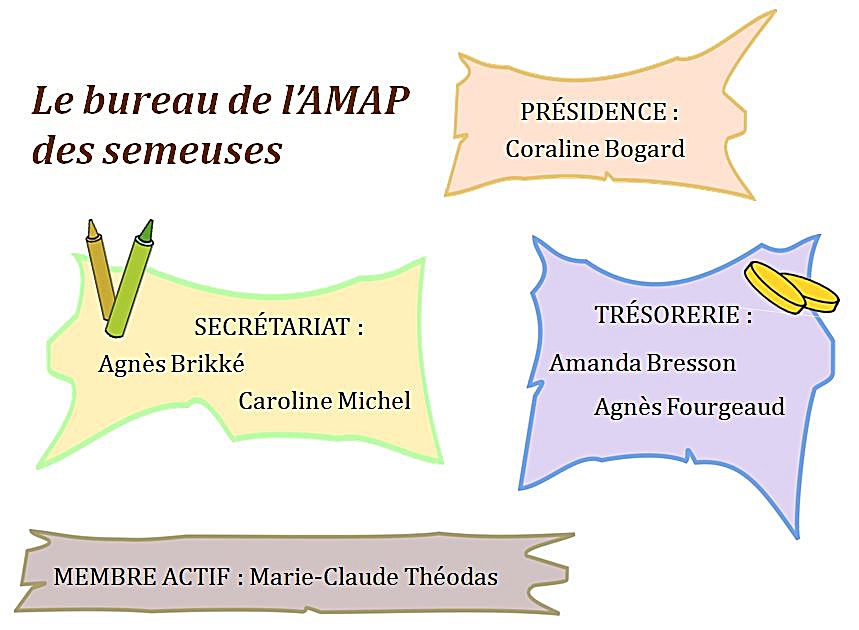 Le bureau de l’AMAP
des semeuses
PRÉSIDENCE :
Coraline Bogard
SECRÉTARIAT :
Agnès Brikké
Caroline Michel
TRÉSORERIE :
Amanda Bresson
Agnès Fourgeaud
MEMBRE ACTIF : Marie-Claude Théodas